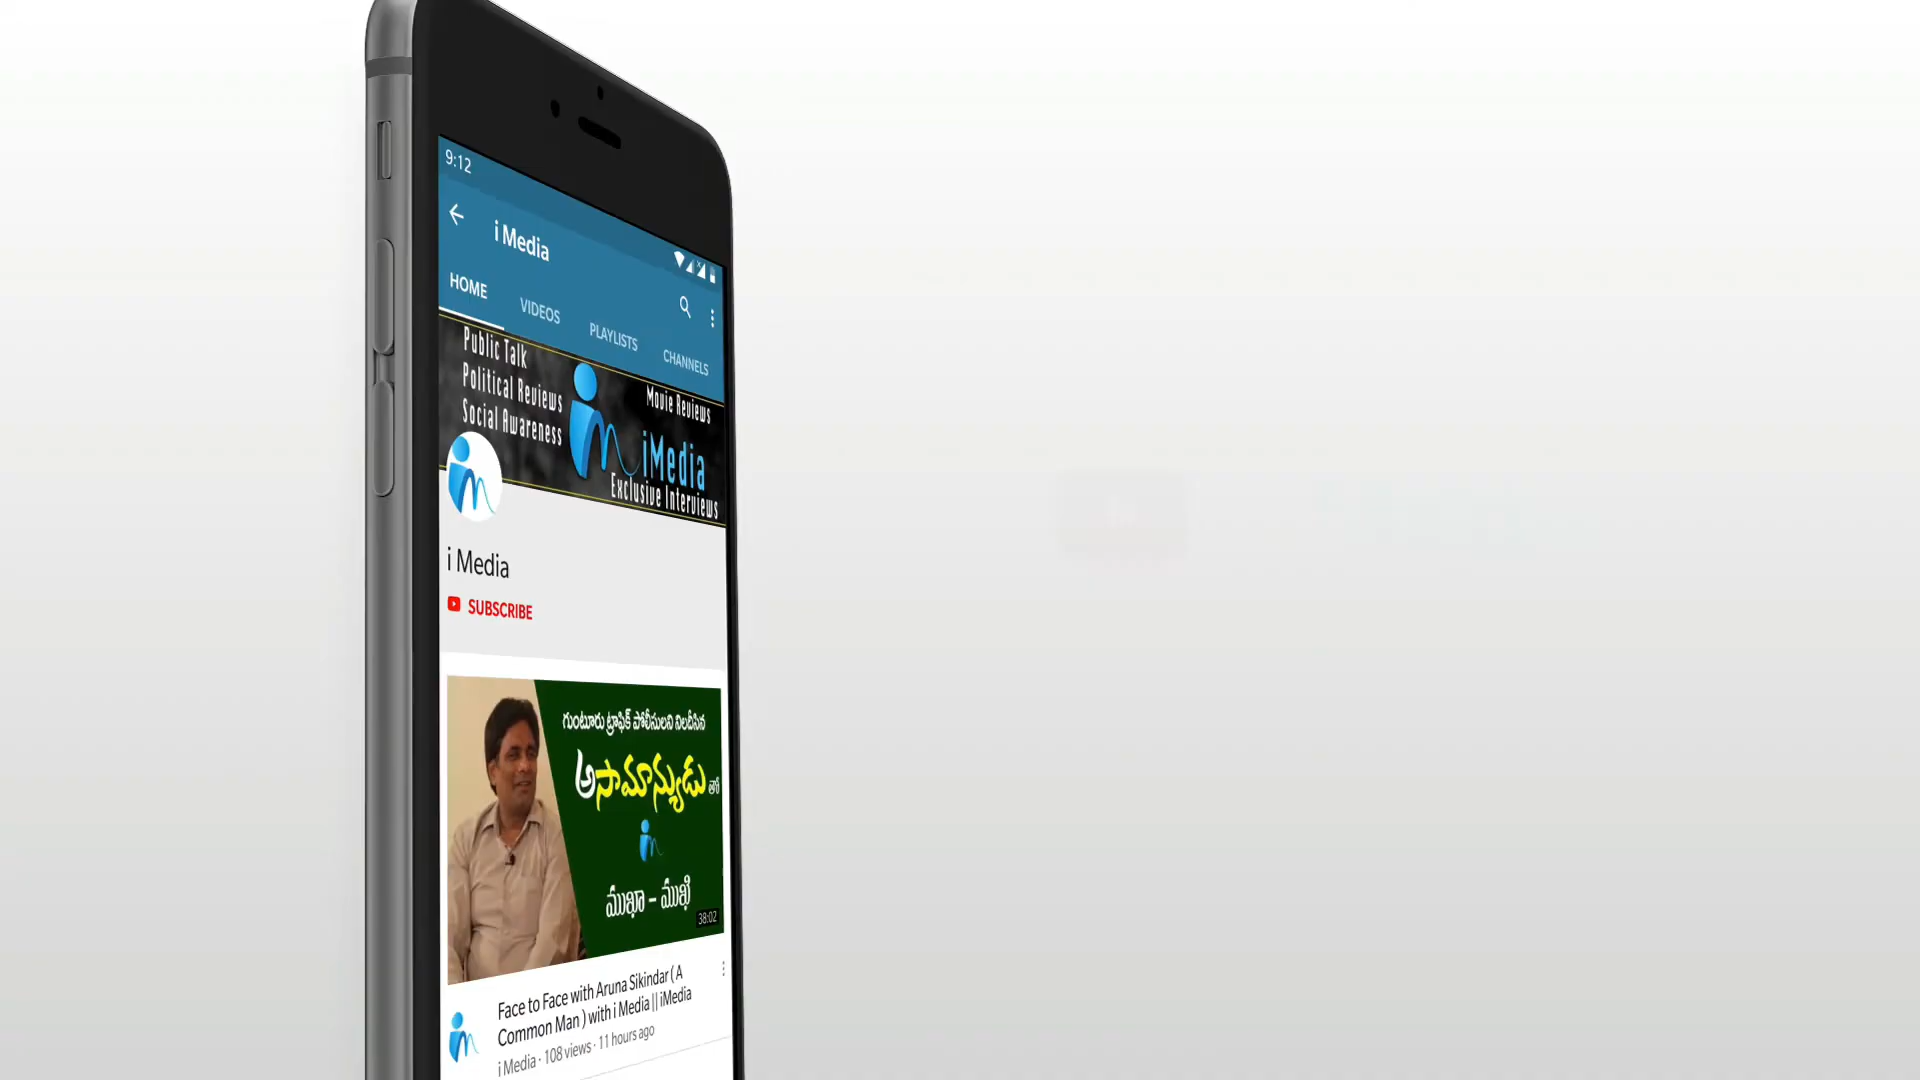 9:12
i Media
HOME
VIDEOS
PLAYLISTS
CHANNELS
Public Talk
Political Reviews
Social Awareness
Movie Reviews
iMedia
Exclusive Interviews
i Media
SUBSCRIBE
గుంటూరు ట్రాఫిక్ పోలీసులని నిలదీసిన
అసామాన్యుడు తో
ముఖా - ముఖి
38:02
Face to Face with Aruna Sikindar ( A
Common Man ) with i Media || iMedia
i Media · 108 views · 11 hours ago